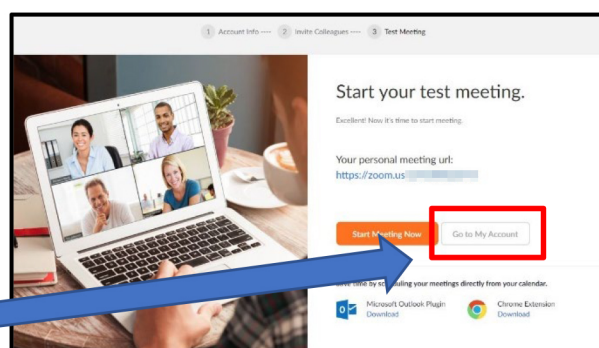 1 Account Info ---- 2 Invite Colleagues ---- 3 Test Meeting
Start your test meeting.
Excellent! Now it's time to start meeting.
Your personal meeting url:
https://zoom.us
Start Meeting Now Go to My Account
time by scheduling your meetings directly from your calendar.
Microsoft Outlook Plugin Chrome Extension
Download Download